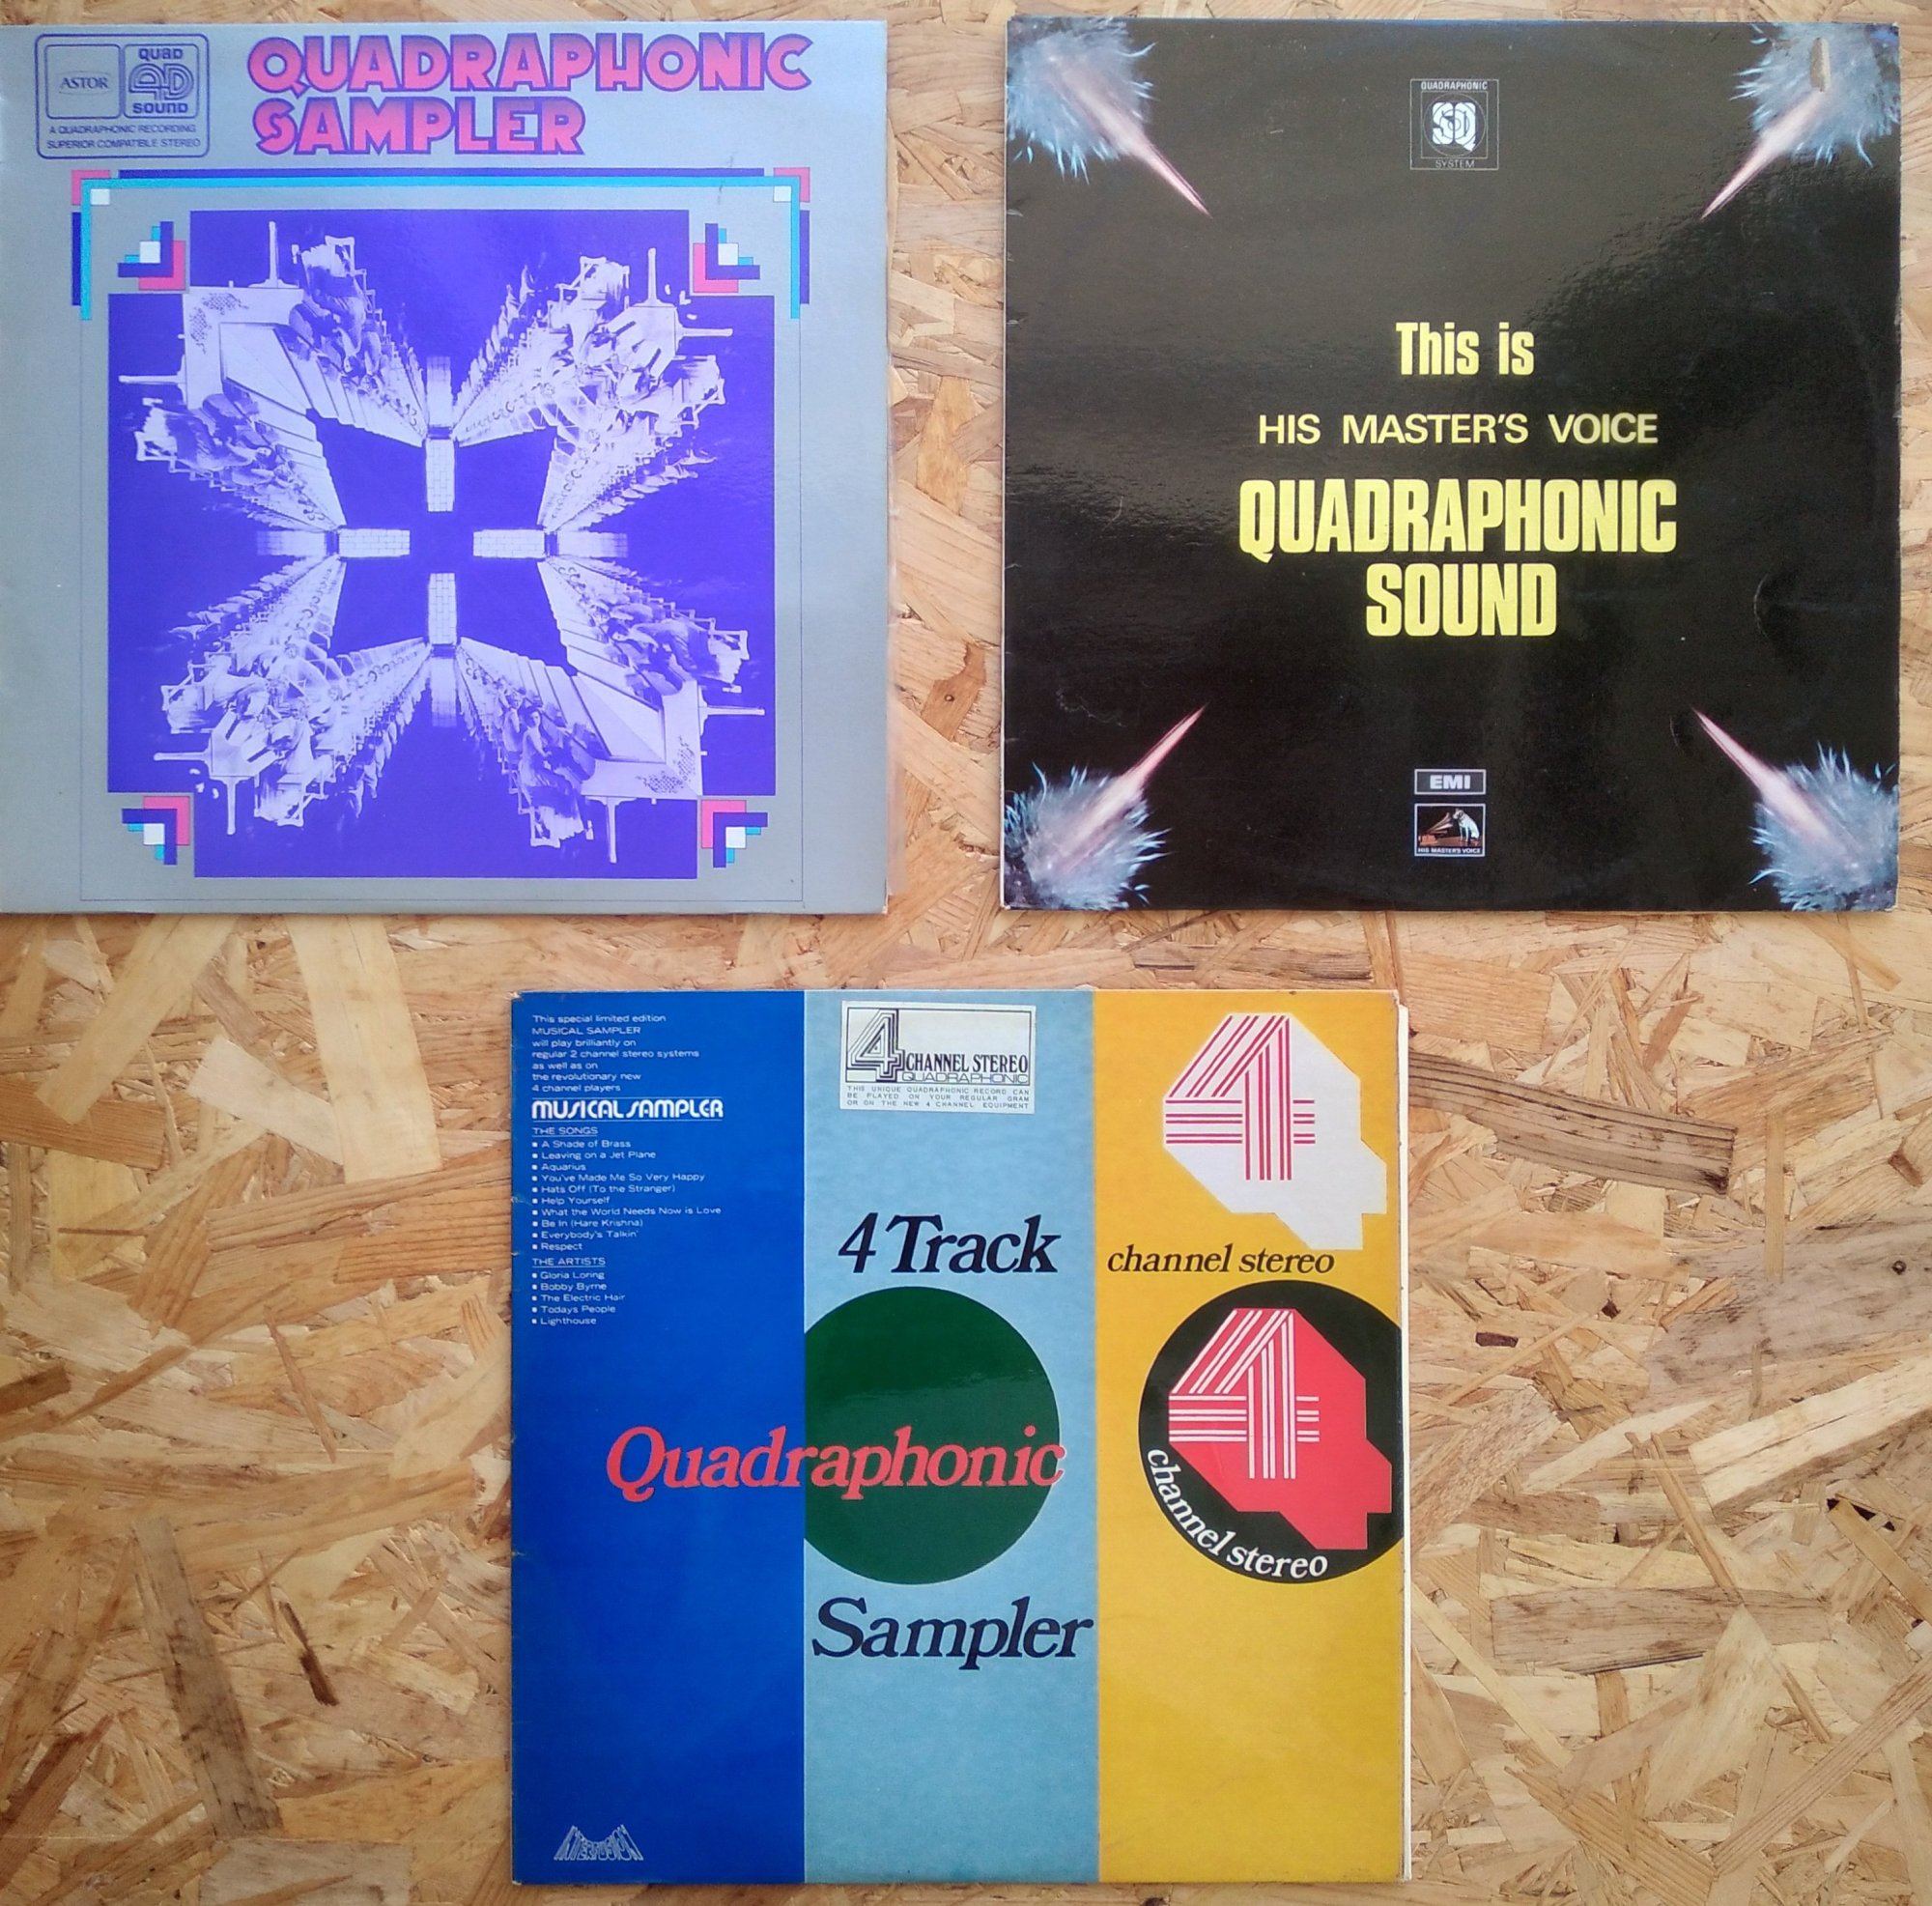 ASTOR
QUAD
4D
SOUND
A QUADRAPHONIC RECORDING
SUPERIOR COMPATIBLE STEREO
QUADRAPHONIC
SAMPLER
QUADRAPHONIC
SQ
SYSTEM
This is
HIS MASTER'S VOICE
QUADRAPHONIC
SOUND
EMI
HIS MASTER'S VOICE
This special limited edition
MUSICAL SAMPLER
will play brilliantly on
regular 2 channel stereo systems
as well as on
the revolutionary new
4 channel players
MUSICAL SAMPLER
THE SONGS
A Shade of Brass
Leaving on a Jet Plane
Aquarius
You've Made Me So Very Happy
Hats Off (To the Stranger)
Help Yourself
What the World Needs Now is Love
Be In (Hare Krishna)
Everybody's Talkin'
Respect
THE ARTISTS
Gloria Loring
Bobby Byrne
The Electric Hair
Todays People
Lighthouse
INTERFUSION
4 CHANNEL STEREO
QUADRAPHONIC
THIS UNIQUE QUADRAPHONIC RECORD CAN
BE PLAYED ON YOUR REGULAR GRAM
OR ON THE NEW 4 CHANNEL EQUIPMENT
4 Track
Quadraphonic
Sampler
4
channel stereo
4
channel stereo